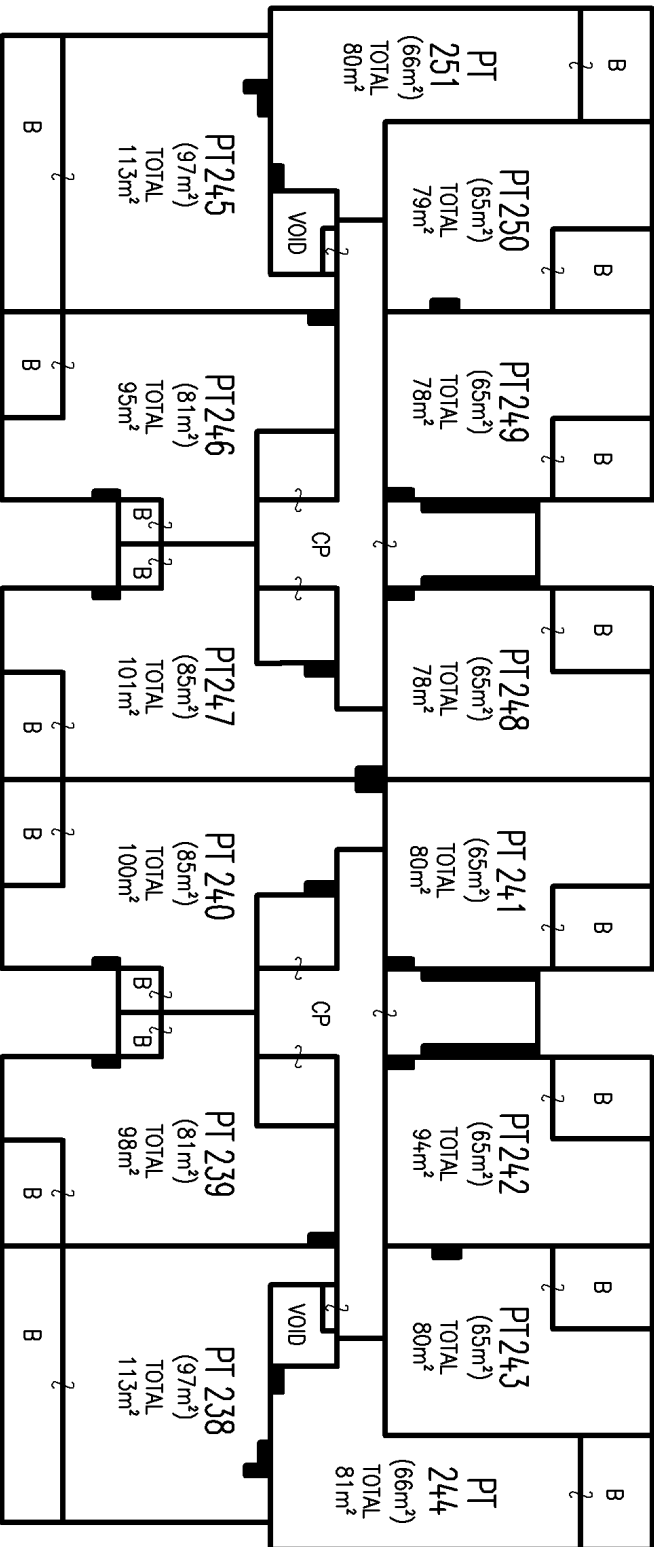 B
B
B
B
B
B
B
B
PT
251
(66m²)
TOTAL
80m²
PT250
(65m²)
TOTAL
79m²
PT249
(65m²)
TOTAL
78m²
PT248
(65m²)
TOTAL
78m²
PT 241
(65m²)
TOTAL
80m²
PT242
(65m²)
TOTAL
94m²
PT243
(65m²)
TOTAL
80m²
PT
244
(66m²)
TOTAL
81m²
VOID
CP
CP
VOID
PT245
(97m²)
TOTAL
113m²
PT246
(81m²)
TOTAL
95m²
B
B
PT247
(85m²)
TOTAL
101m²
PT 240
(85m²)
TOTAL
100m²
B
B
PT 239
(81m²)
TOTAL
98m²
PT 238
(97m²)
TOTAL
113m²
B
B
B
B
B
B